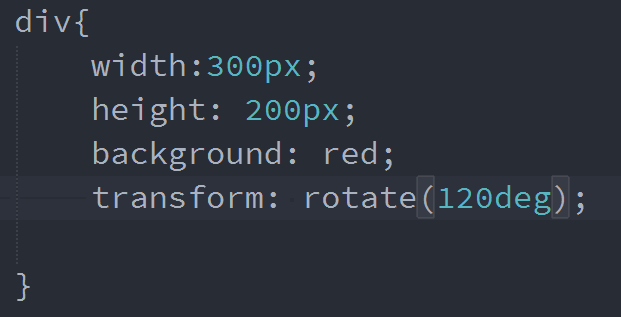 div{
width:300px;
height: 200px;
background: red;
transform: rotate(120deg);
}